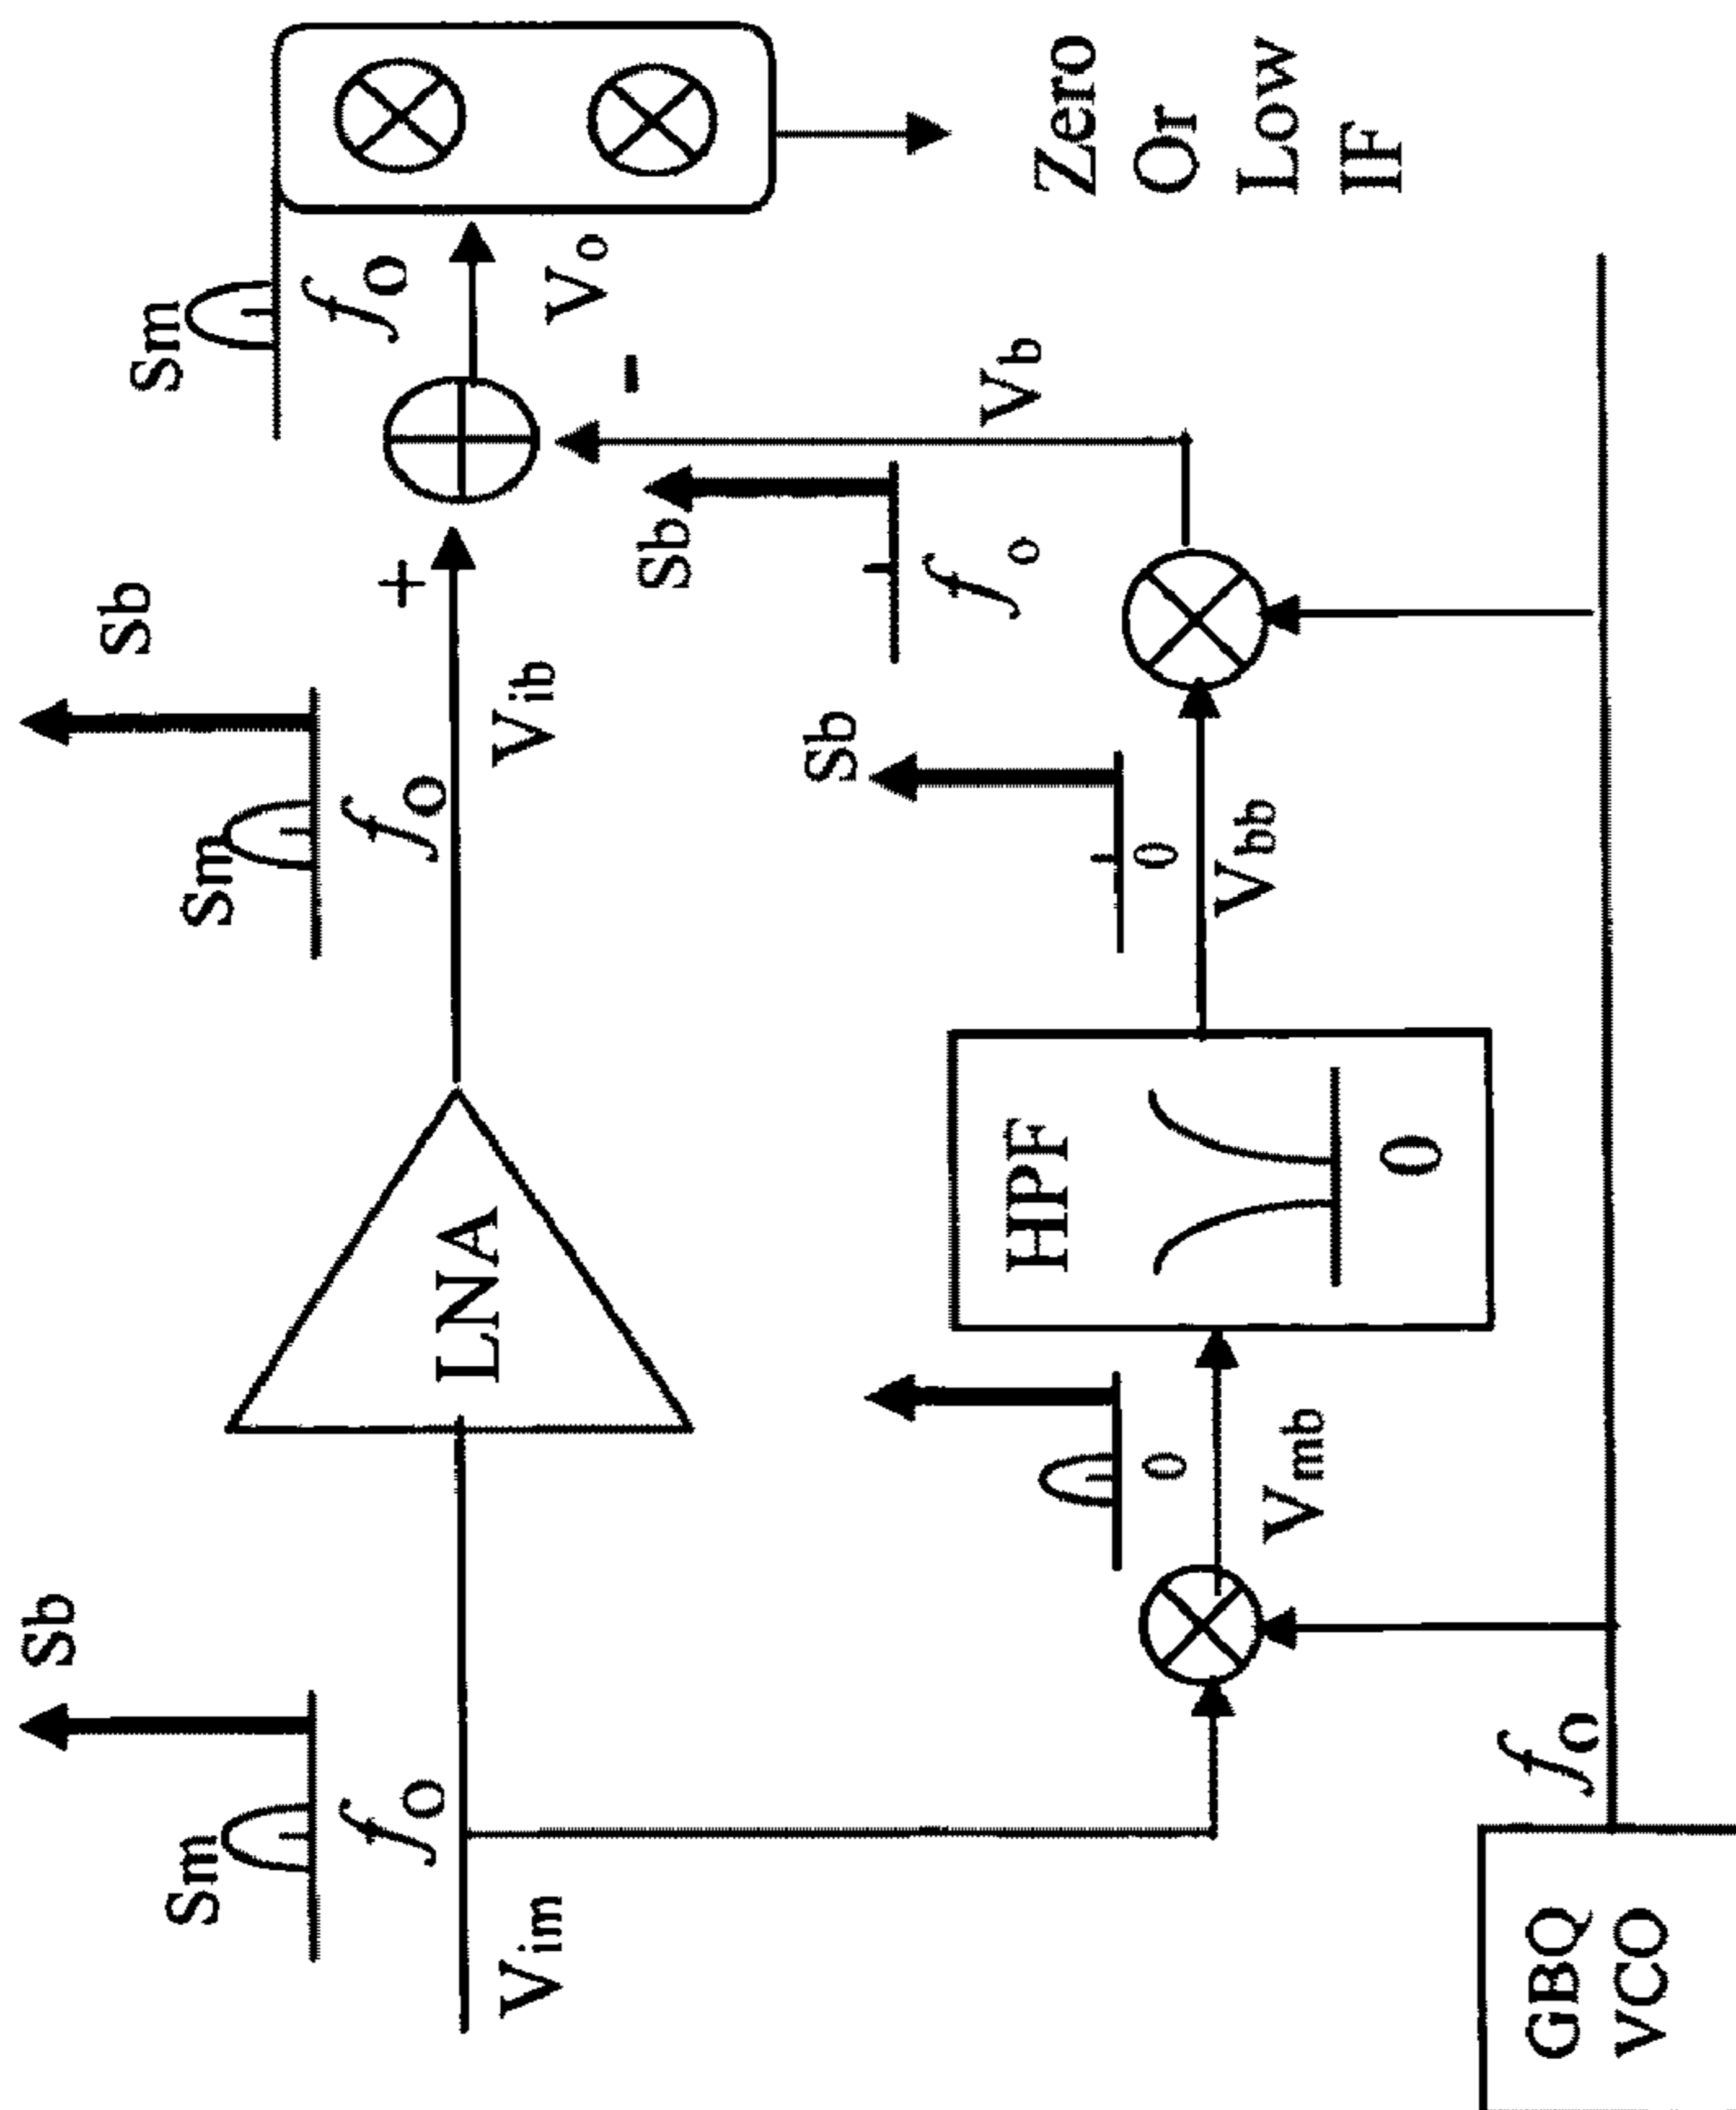 Sb
Sm
fo
Vim
LNA
Sb
Sm
fo
Vib
+
Sm
fo
Vo
-
Zero
Or
Low
IF
0
Vmb
HPF
0
Sb
0
Vbb
Sb
fo
Vb
GBQ
VCO
fo